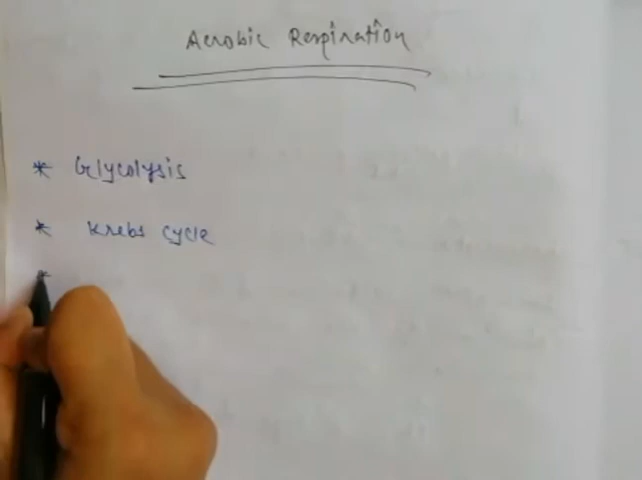 Aerobic Respiration
* Glycolysis
* Krebs cycle
*